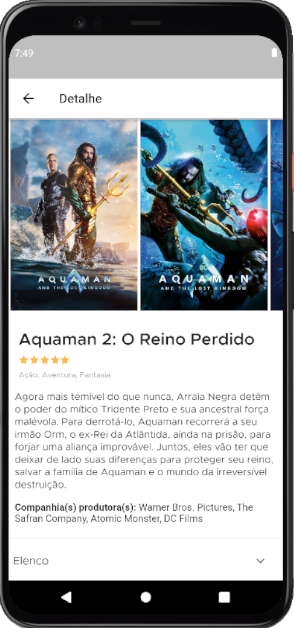 7:49
Detalhe
AQUAMAN
AND THE LOST KINGDOM
AQUAMAN
AND THE LOST KINGDOM
Aquaman 2: O Reino Perdido
Ação, Aventura, Fantasia
Agora mais temível do que nunca, Arraia Negra detém
o poder do mítico Tridente Preto e sua ancestral força
malévola. Para derrotá-lo, Aquaman recorrerá a seu
irmão Orm, o ex-Rei da Atlântida, ainda na prisão, para
forjar uma aliança improvável. Juntos, eles vão ter que
deixar de lado suas diferenças para proteger seu reino,
salvar a família de Aquaman e o mundo da irreversível
destruição.
Companhia(s) produtora(s): Warner Bros. Pictures, The
Safran Company, Atomic Monster, DC Films
Elenco